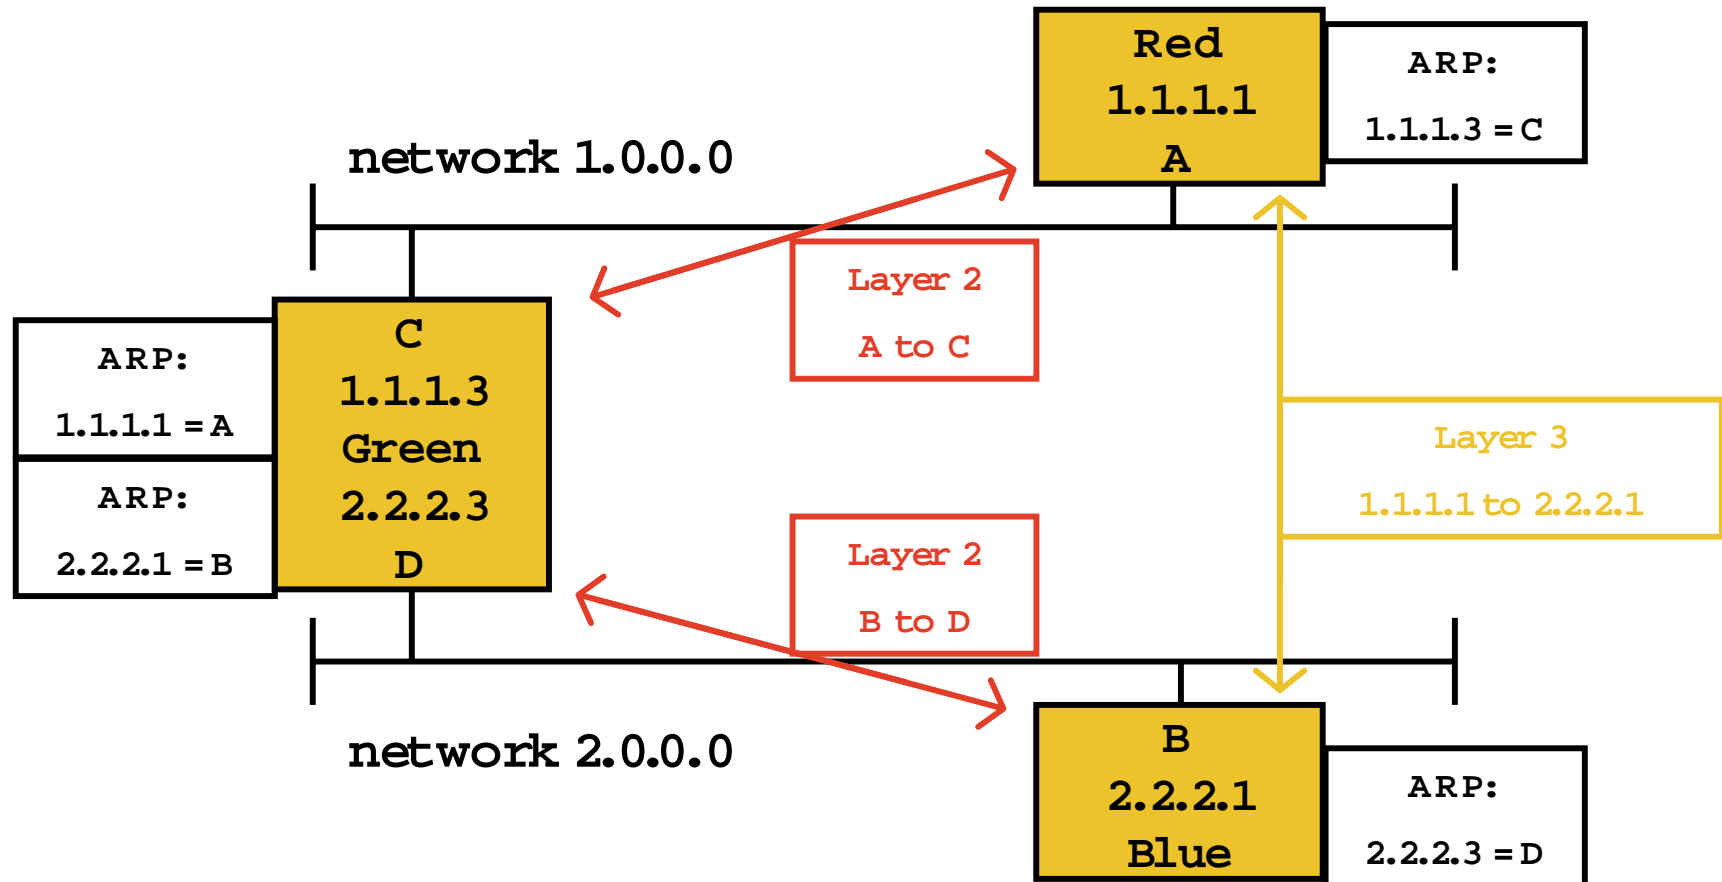 Red
1.1.1.1
A
ARP:
1.1.1.3 = C
network 1.0.0.0
Layer 2
A to C
C
1.1.1.3
Green
2.2.2.3
D
ARP:
1.1.1.1 = A
ARP:
2.2.2.1 = B
Layer 3
1.1.1.1 to 2.2.2.1
Layer 2
B to D
network 2.0.0.0
B
2.2.2.1
Blue
ARP:
2.2.2.3 = D